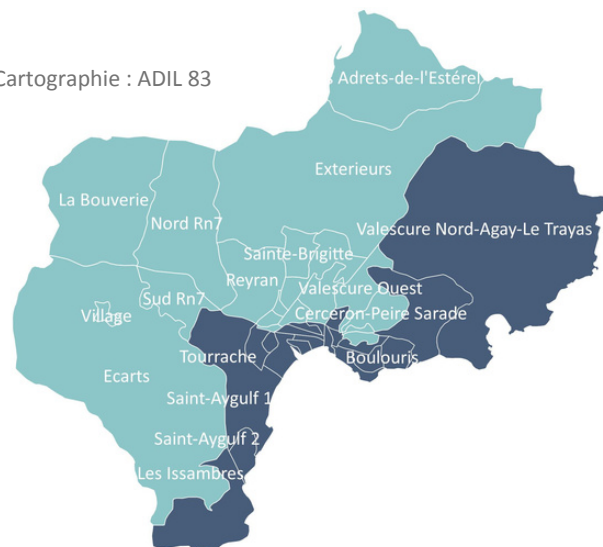 Cartographie : ADIL 83
Adrets-de-l'Estérel
Exterieurs
La Bouverie
Nord Rn7
Valescure Nord-Agay-Le Trayas
Sainte-Brigitte
Reyran
Valescure Ouest
Sud Rn7
Village
Cerceron-Peire Sarade
Tourrache
Boulouris
Ecarts
Saint-Aygulf 1
Saint-Aygulf 2
Les Issambres